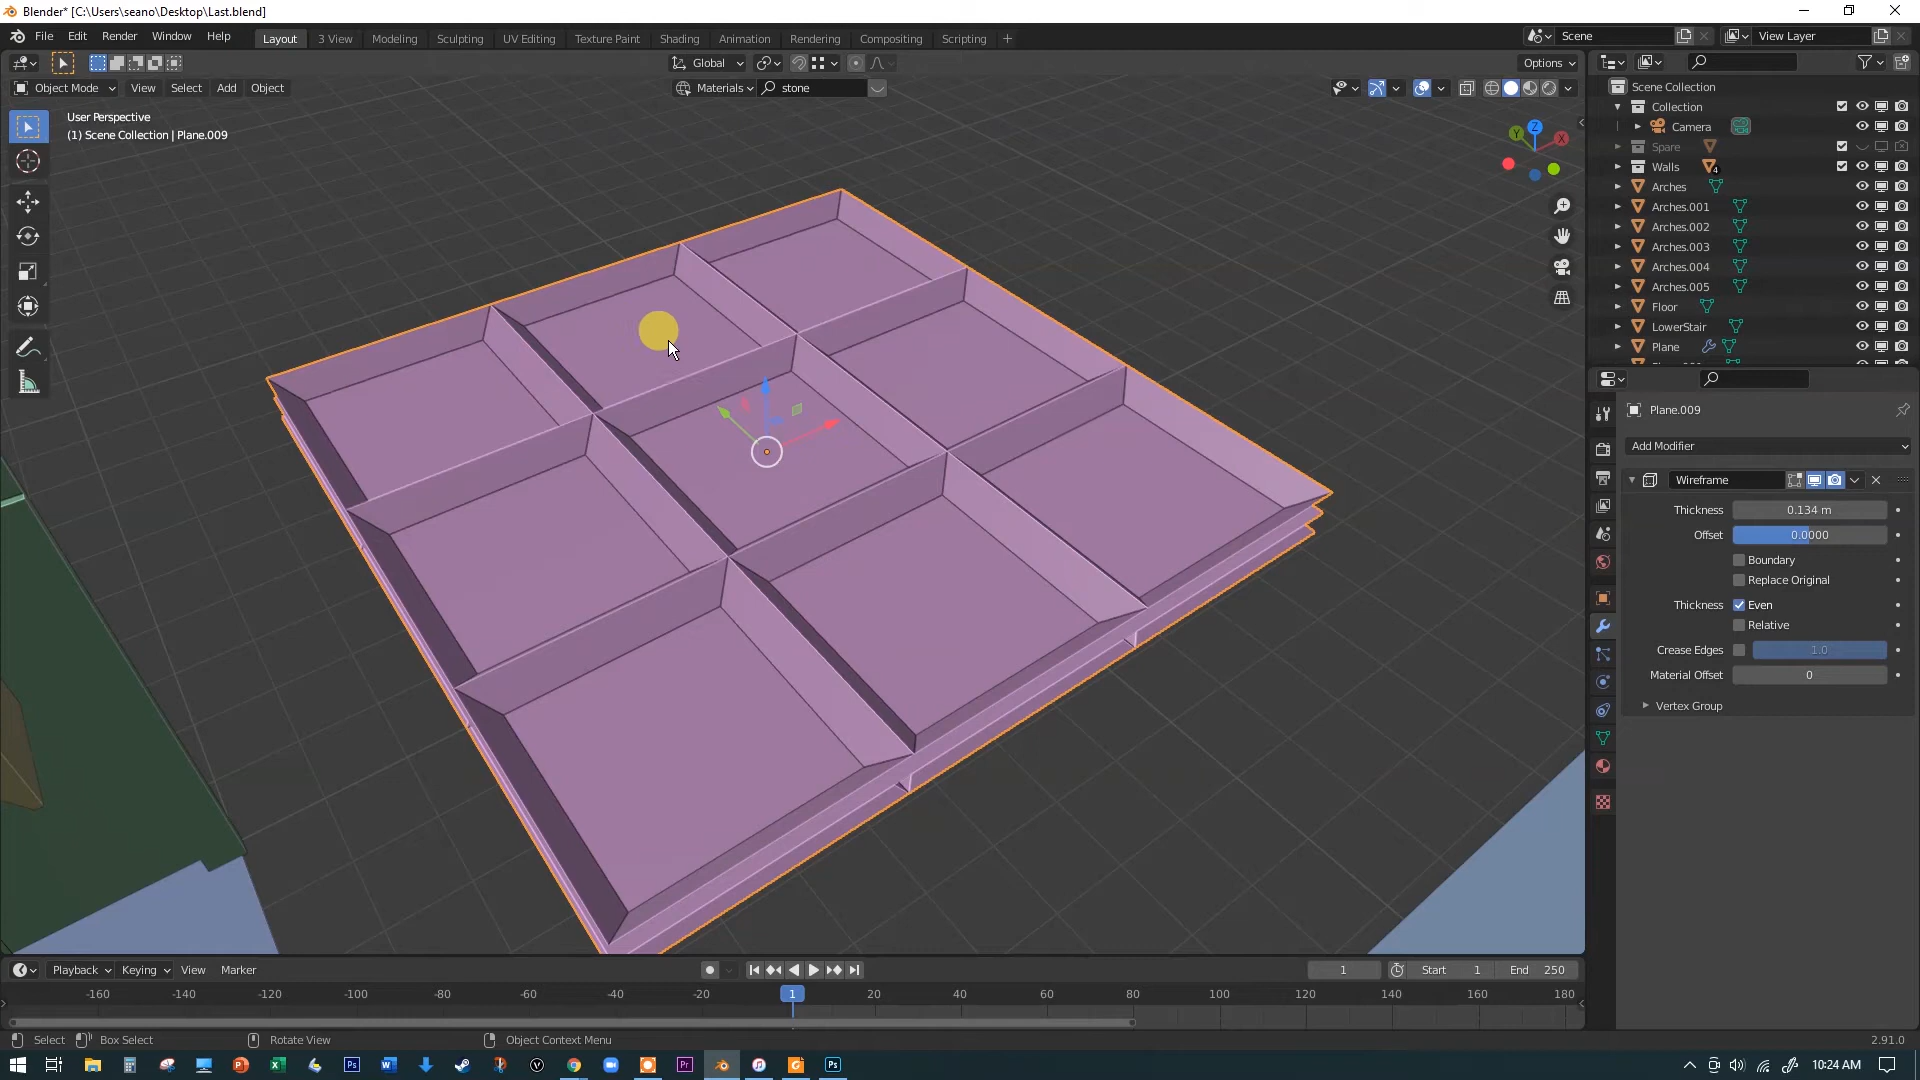 Blender* [C:\Users\seano\Desktop\Last.blend]
File Edit Render Window Help
Layout 3 View Modeling Sculpting UV Editing Texture Paint Shading Animation Rendering Compositing Scripting +
Scene
View Layer
Global
Options
Object Mode View Select Add Object
Materials stone
User Perspective
(1) Scene Collection | Plane.009
Z
Y
X
Scene Collection
Collection
Camera
Spare
Walls 4
Arches
Arches.001
Arches.002
Arches.003
Arches.004
Arches.005
Floor
LowerStair
Plane
Plane.009
Add Modifier
Wireframe
Thickness 0.134 m
Offset 0.0000
Boundary
Replace Original
Thickness Even
Relative
Crease Edges 1.0
Material Offset 0
Vertex Group
Playback Keying View Marker
1 Start 1 End 250
-160 -140 -120 -100 -80 -60 -40 -20 1 20 40 60 80 100 120 140 160 180
Select Box Select Rotate View Object Context Menu
2.91.0
10:24 AM